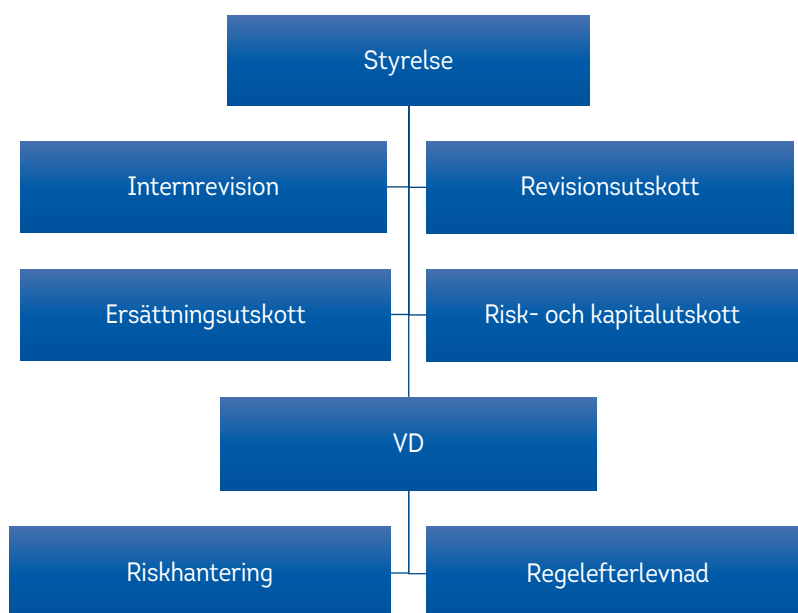 Styrelse
Internrevision
Revisionsutskott
Ersättningsutskott
Risk- och kapitalutskott
VD
Riskhantering
Regelefterlevnad